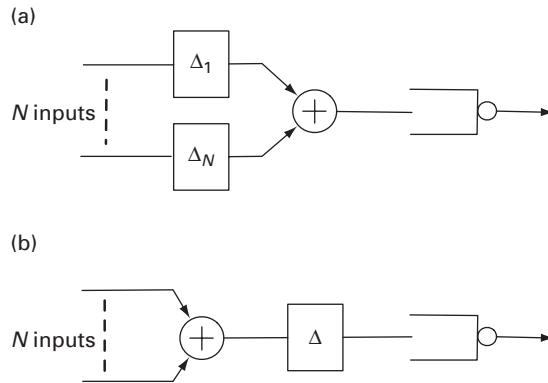 (a)
Δ1
N inputs
+
ΔN
(b)
N inputs
+
Δ